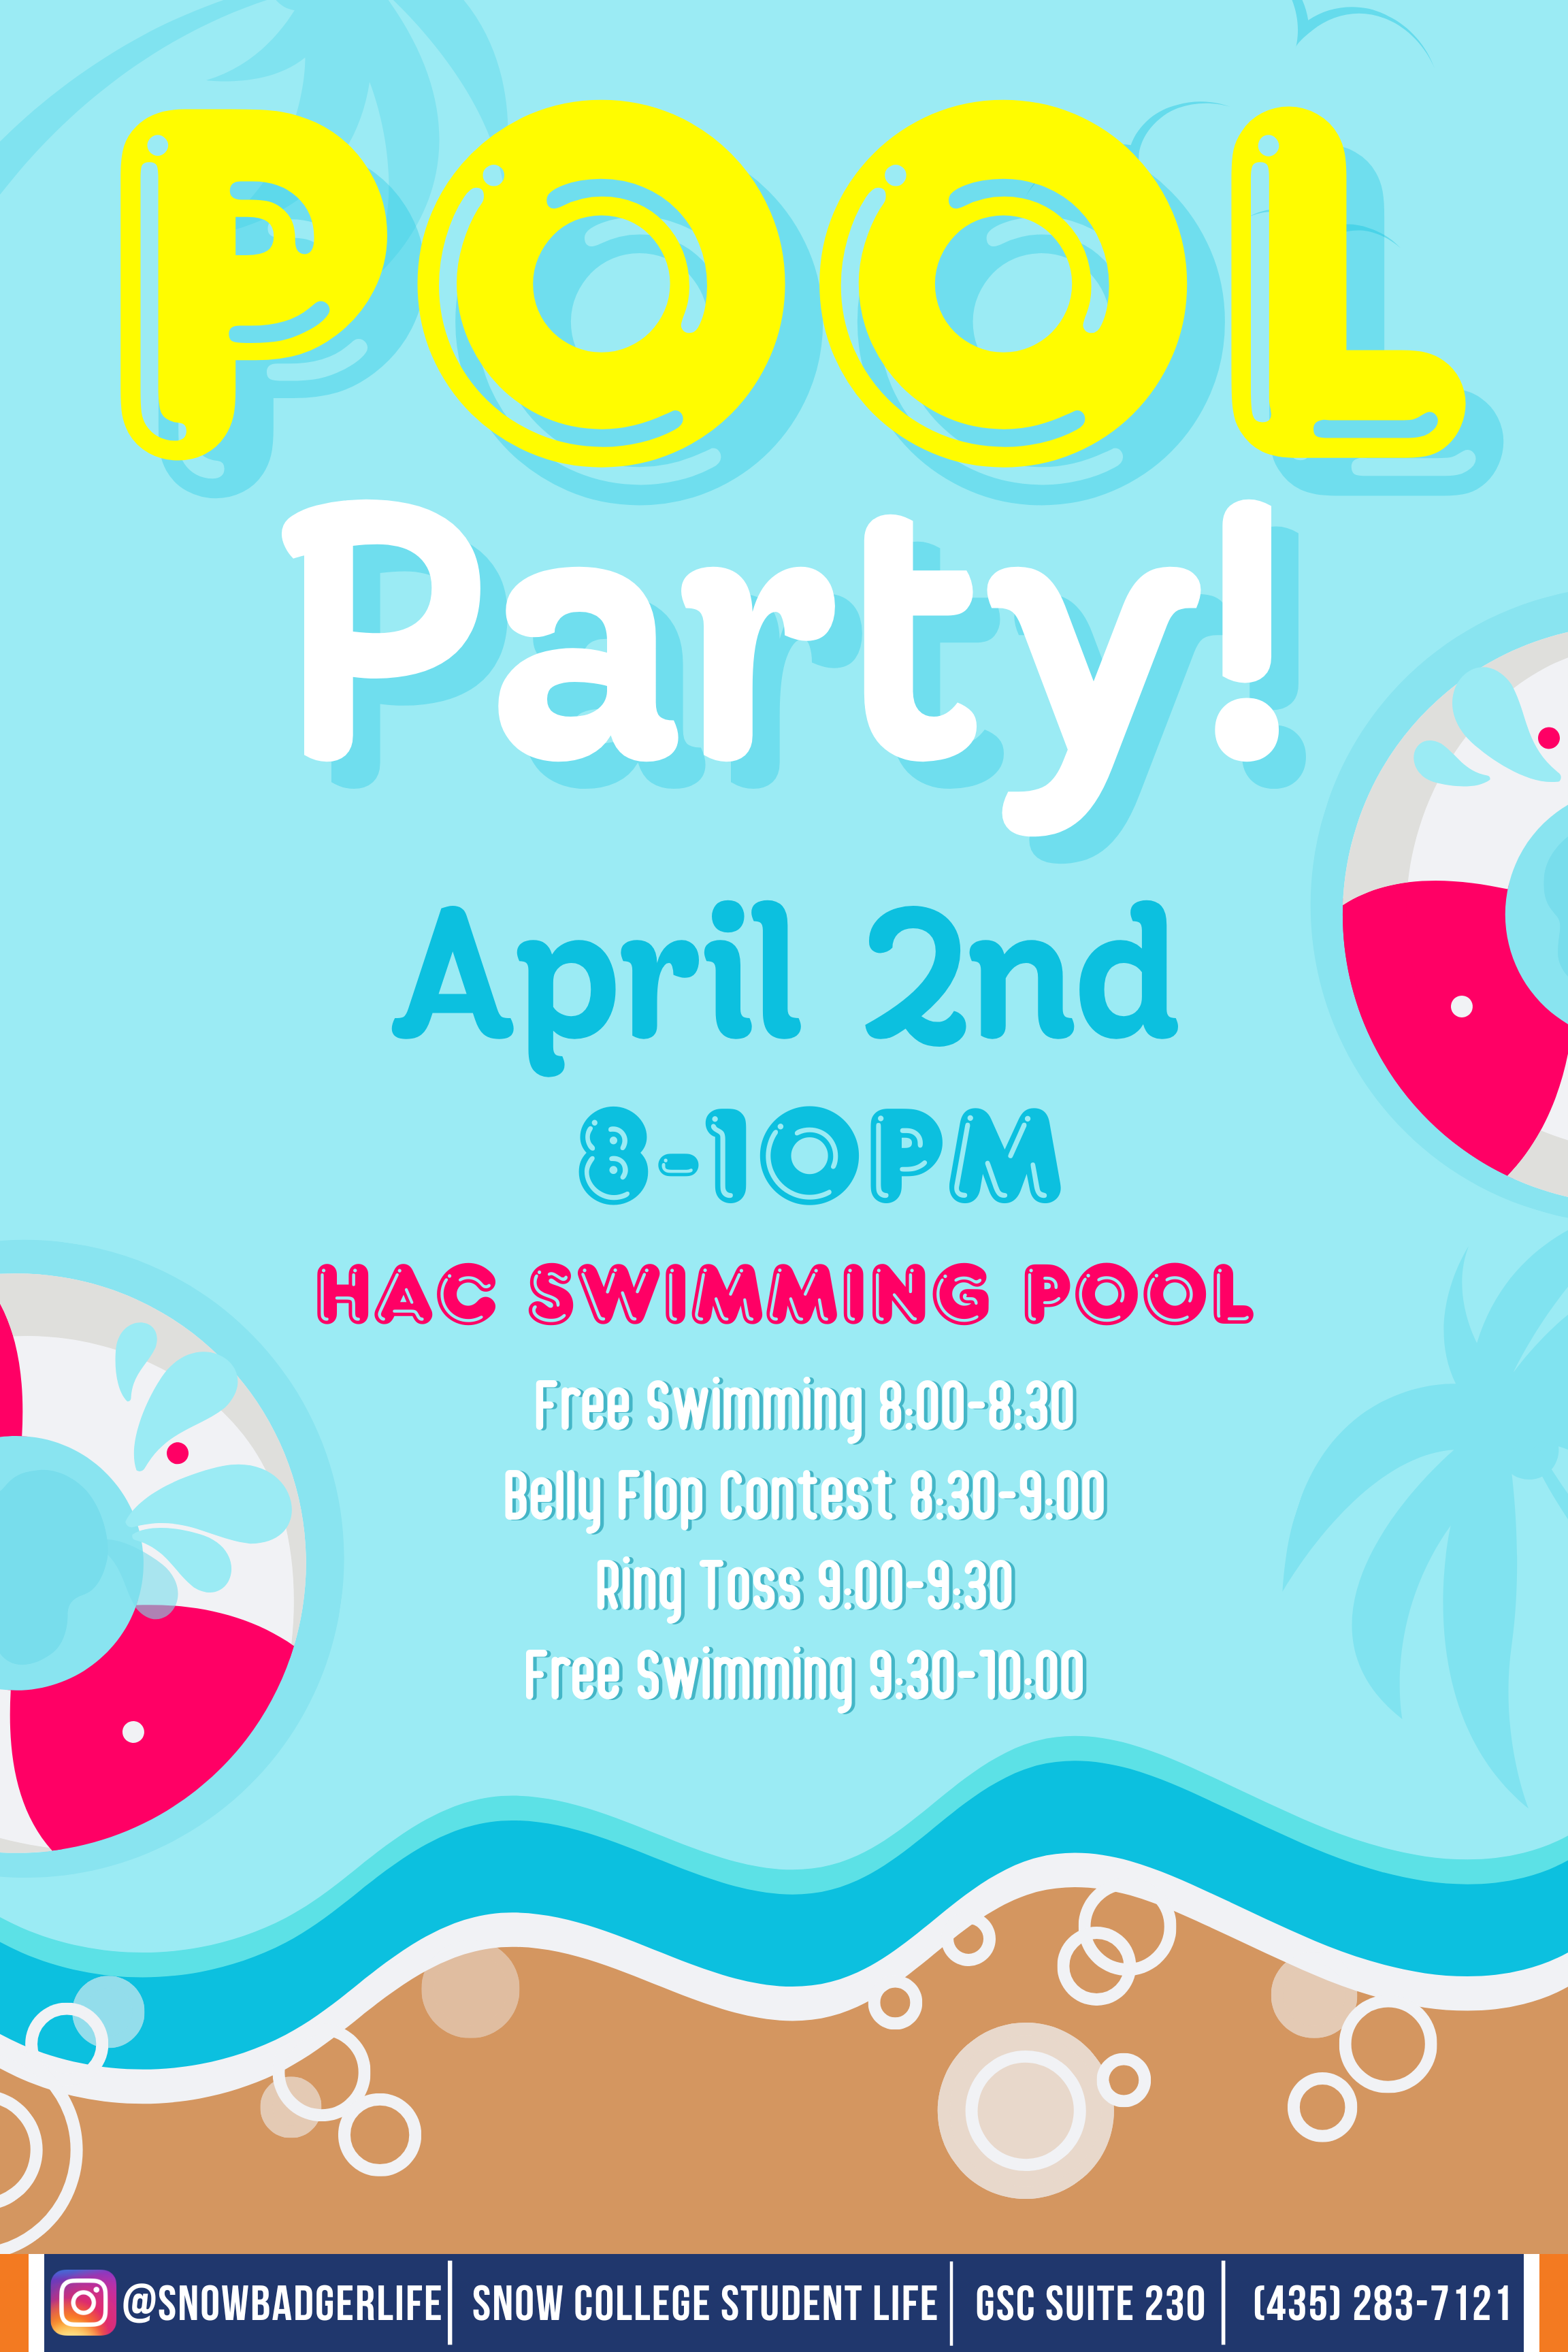 POOL
Party!
April 2nd
8-10PM
HAC SWIMMING POOL
Free Swimming 8:00-8:30
Belly Flop Contest 8:30-9:00
Ring Toss 9:00-9:30
Free Swimming 9:30-10:00
@SNOWBADGERLIFE | SNOW COLLEGE STUDENT LIFE | GSC SUITE 230 | (435) 283-7121